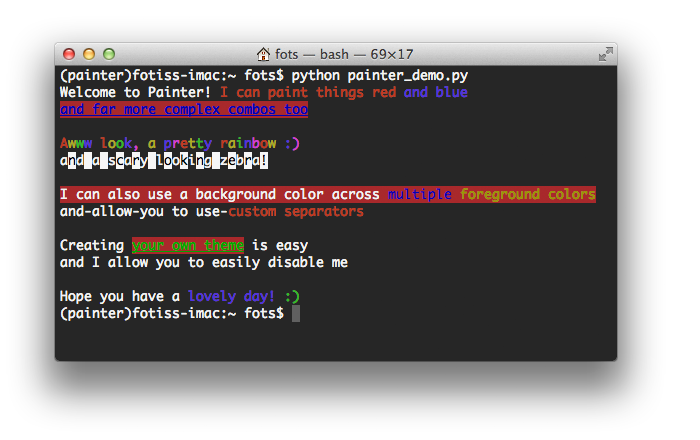 fots — bash — 69×17
(painter)fotiss-imac:~ fots$ python painter_demo.py
Welcome to Painter! I can paint things red and blue
and far more complex combos too
Awww look, a pretty rainbow :)
and a scary looking zebra!
I can also use a background color across multiple foreground colors
and-allow-you to use-custom separators
Creating your own theme is easy
and I allow you to easily disable me
Hope you have a lovely day! :)
(painter)fotiss-imac:~ fots$